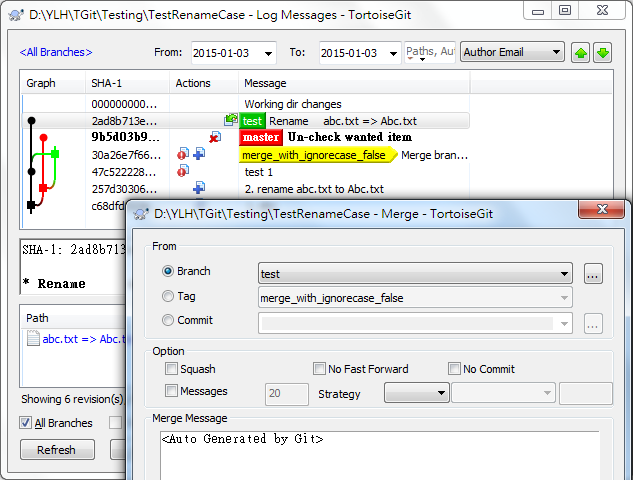 D:\YLH\TGit\Testing\TestRenameCase - Log Messages - TortoiseGit
<All Branches> From: 2015-01-03 To: 2015-01-03 Paths, Au Author Email
Graph SHA-1 Actions Message
000000000... Working dir changes
2ad8b713e... test Rename abc.txt => Abc.txt
9b5d03b9... master Un-check wanted item
30a26e7f66... merge_with_ignorecase_false Merge bran...
47c522228... test 1
257d30306... 2. rename abc.txt to Abc.txt
c68dfd
SHA-1: 2ad8b713
* Rename
Path
abc.txt => Abc.
Showing 6 revision(s)
All Branches
Refresh
D:\YLH\TGit\Testing\TestRenameCase - Merge - TortoiseGit
From
Branch test ...
Tag merge_with_ignorecase_false
Commit ...
Option
Squash No Fast Forward No Commit
Messages 20 Strategy
Merge Message
<Auto Generated by Git>